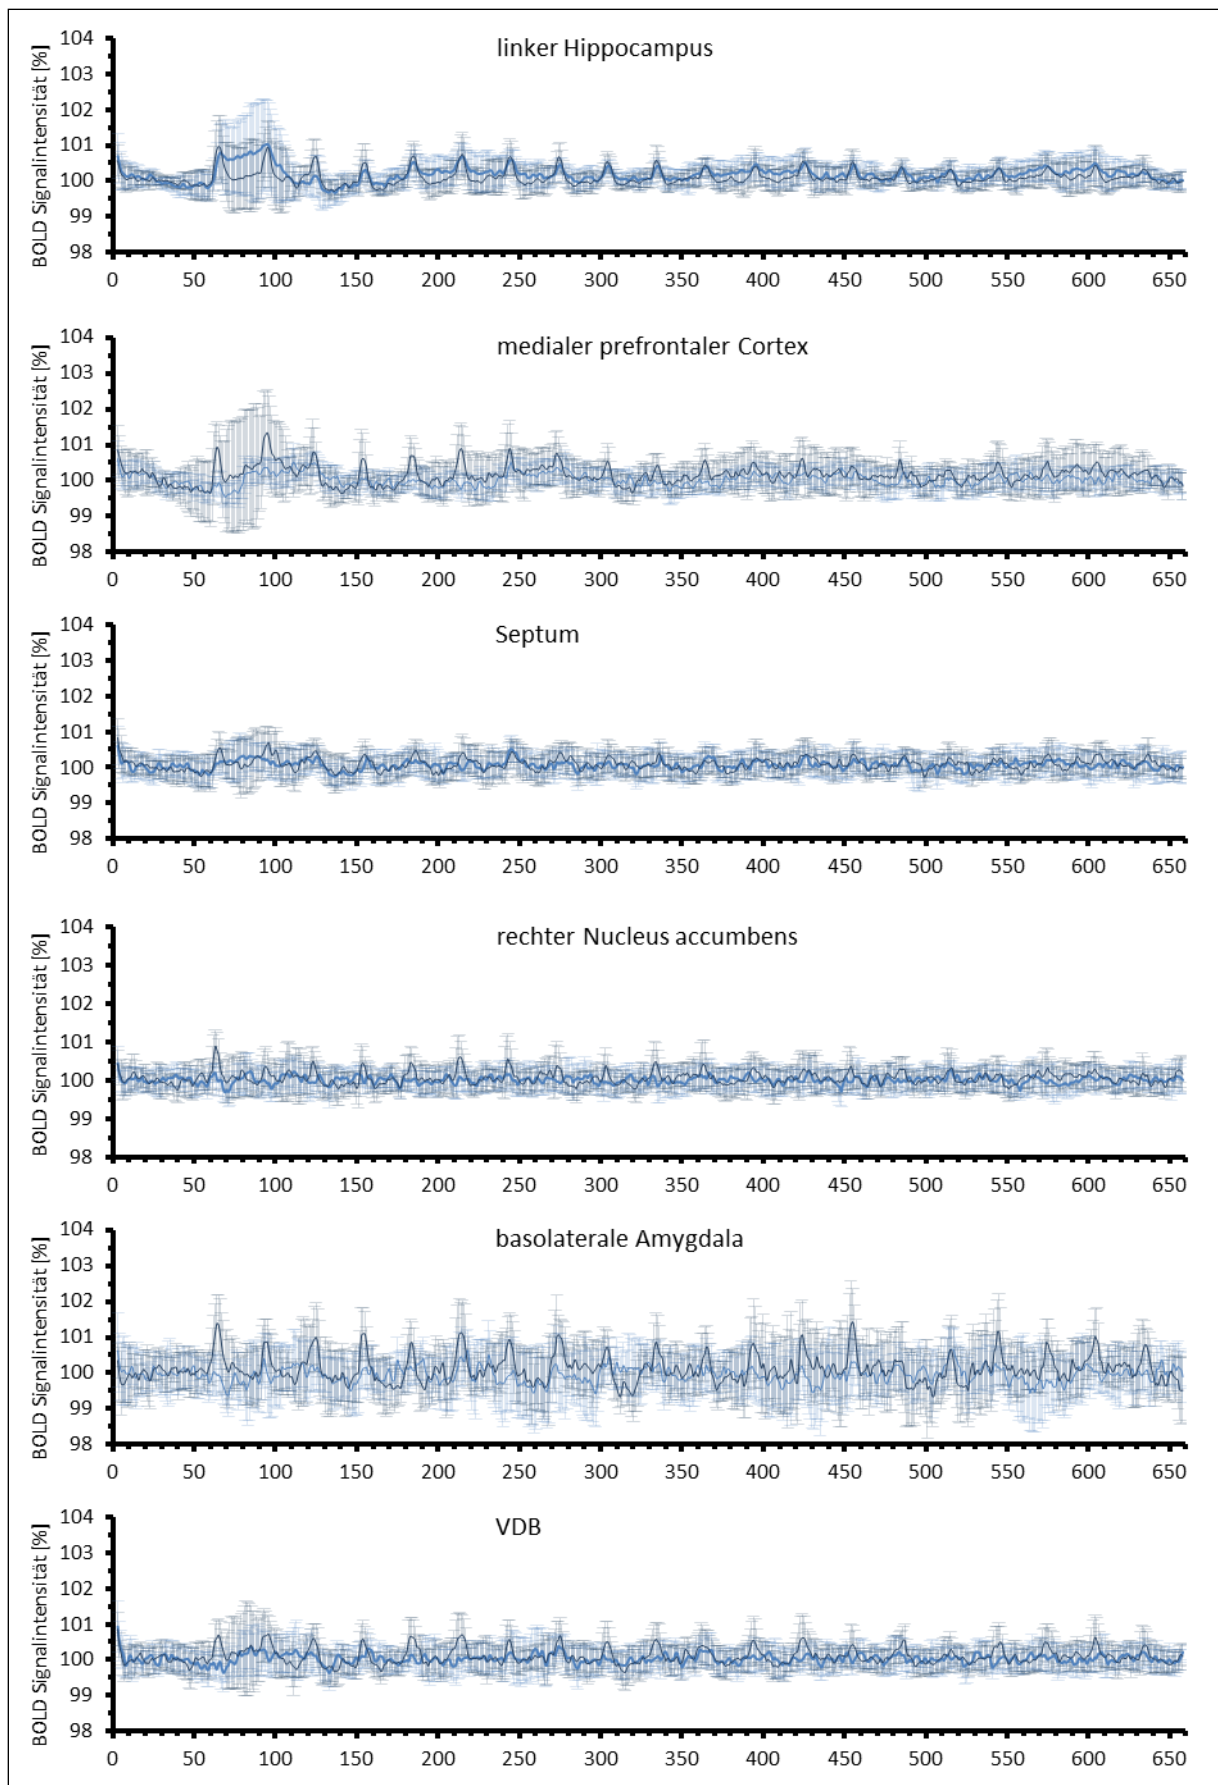 linker Hippocampus
BOLD Signalintensität [%]
104
103
102
101
100
99
98
0 50 100 150 200 250 300 350 400 450 500 550 600 650
medialer prefrontaler Cortex
BOLD Signalintensität [%]
104
103
102
101
100
99
98
0 50 100 150 200 250 300 350 400 450 500 550 600 650
Septum
BOLD Signalintensität [%]
104
103
102
101
100
99
98
0 50 100 150 200 250 300 350 400 450 500 550 600 650
rechter Nucleus accumbens
BOLD Signalintensität [%]
104
103
102
101
100
99
98
0 50 100 150 200 250 300 350 400 450 500 550 600 650
basolaterale Amygdala
BOLD Signalintensität [%]
104
103
102
101
100
99
98
0 50 100 150 200 250 300 350 400 450 500 550 600 650
VDB
BOLD Signalintensität [%]
104
103
102
101
100
99
98
0 50 100 150 200 250 300 350 400 450 500 550 600 650